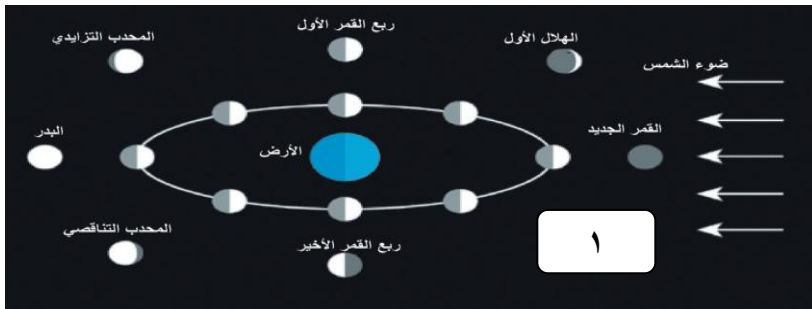 ربع القمر الأول
المحدب التزايدي
الهلال الأول
ضوء الشمس
القمر الجديد
البدر
الأرض
المحدب التناقصي
ربع القمر الأخير
١